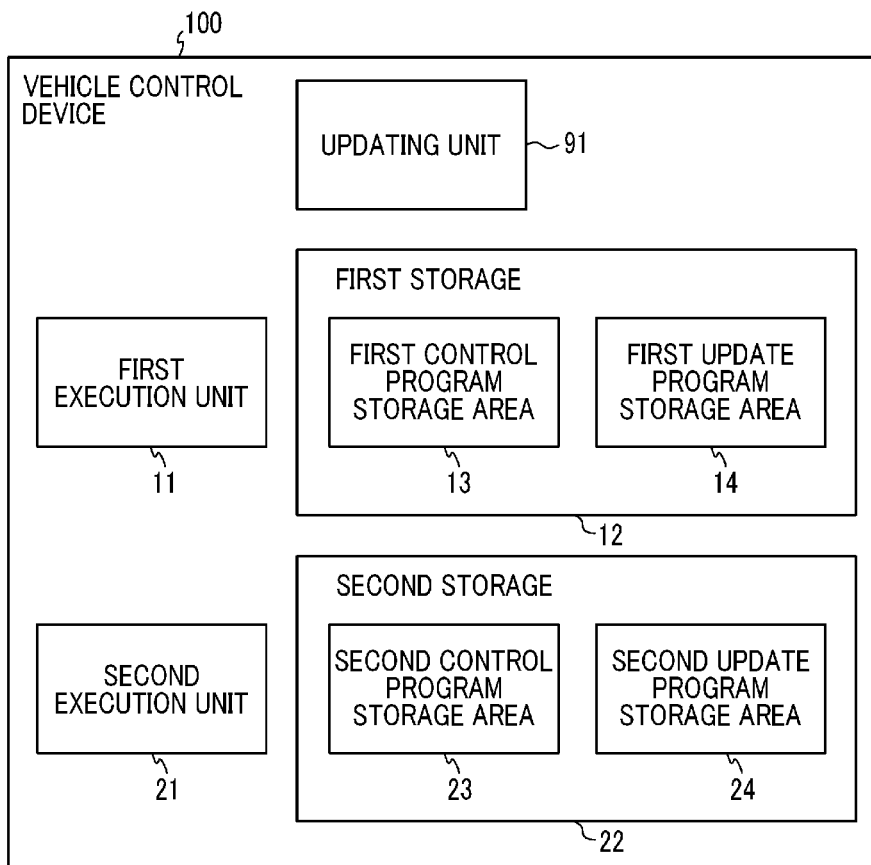 100
VEHICLE CONTROL
DEVICE
UPDATING UNIT
91
FIRST STORAGE
FIRST
EXECUTION UNIT
11
FIRST CONTROL
PROGRAM
STORAGE AREA
13
FIRST UPDATE
PROGRAM
STORAGE AREA
14
12
SECOND STORAGE
SECOND
EXECUTION UNIT
21
SECOND CONTROL
PROGRAM
STORAGE AREA
23
SECOND UPDATE
PROGRAM
STORAGE AREA
24
22